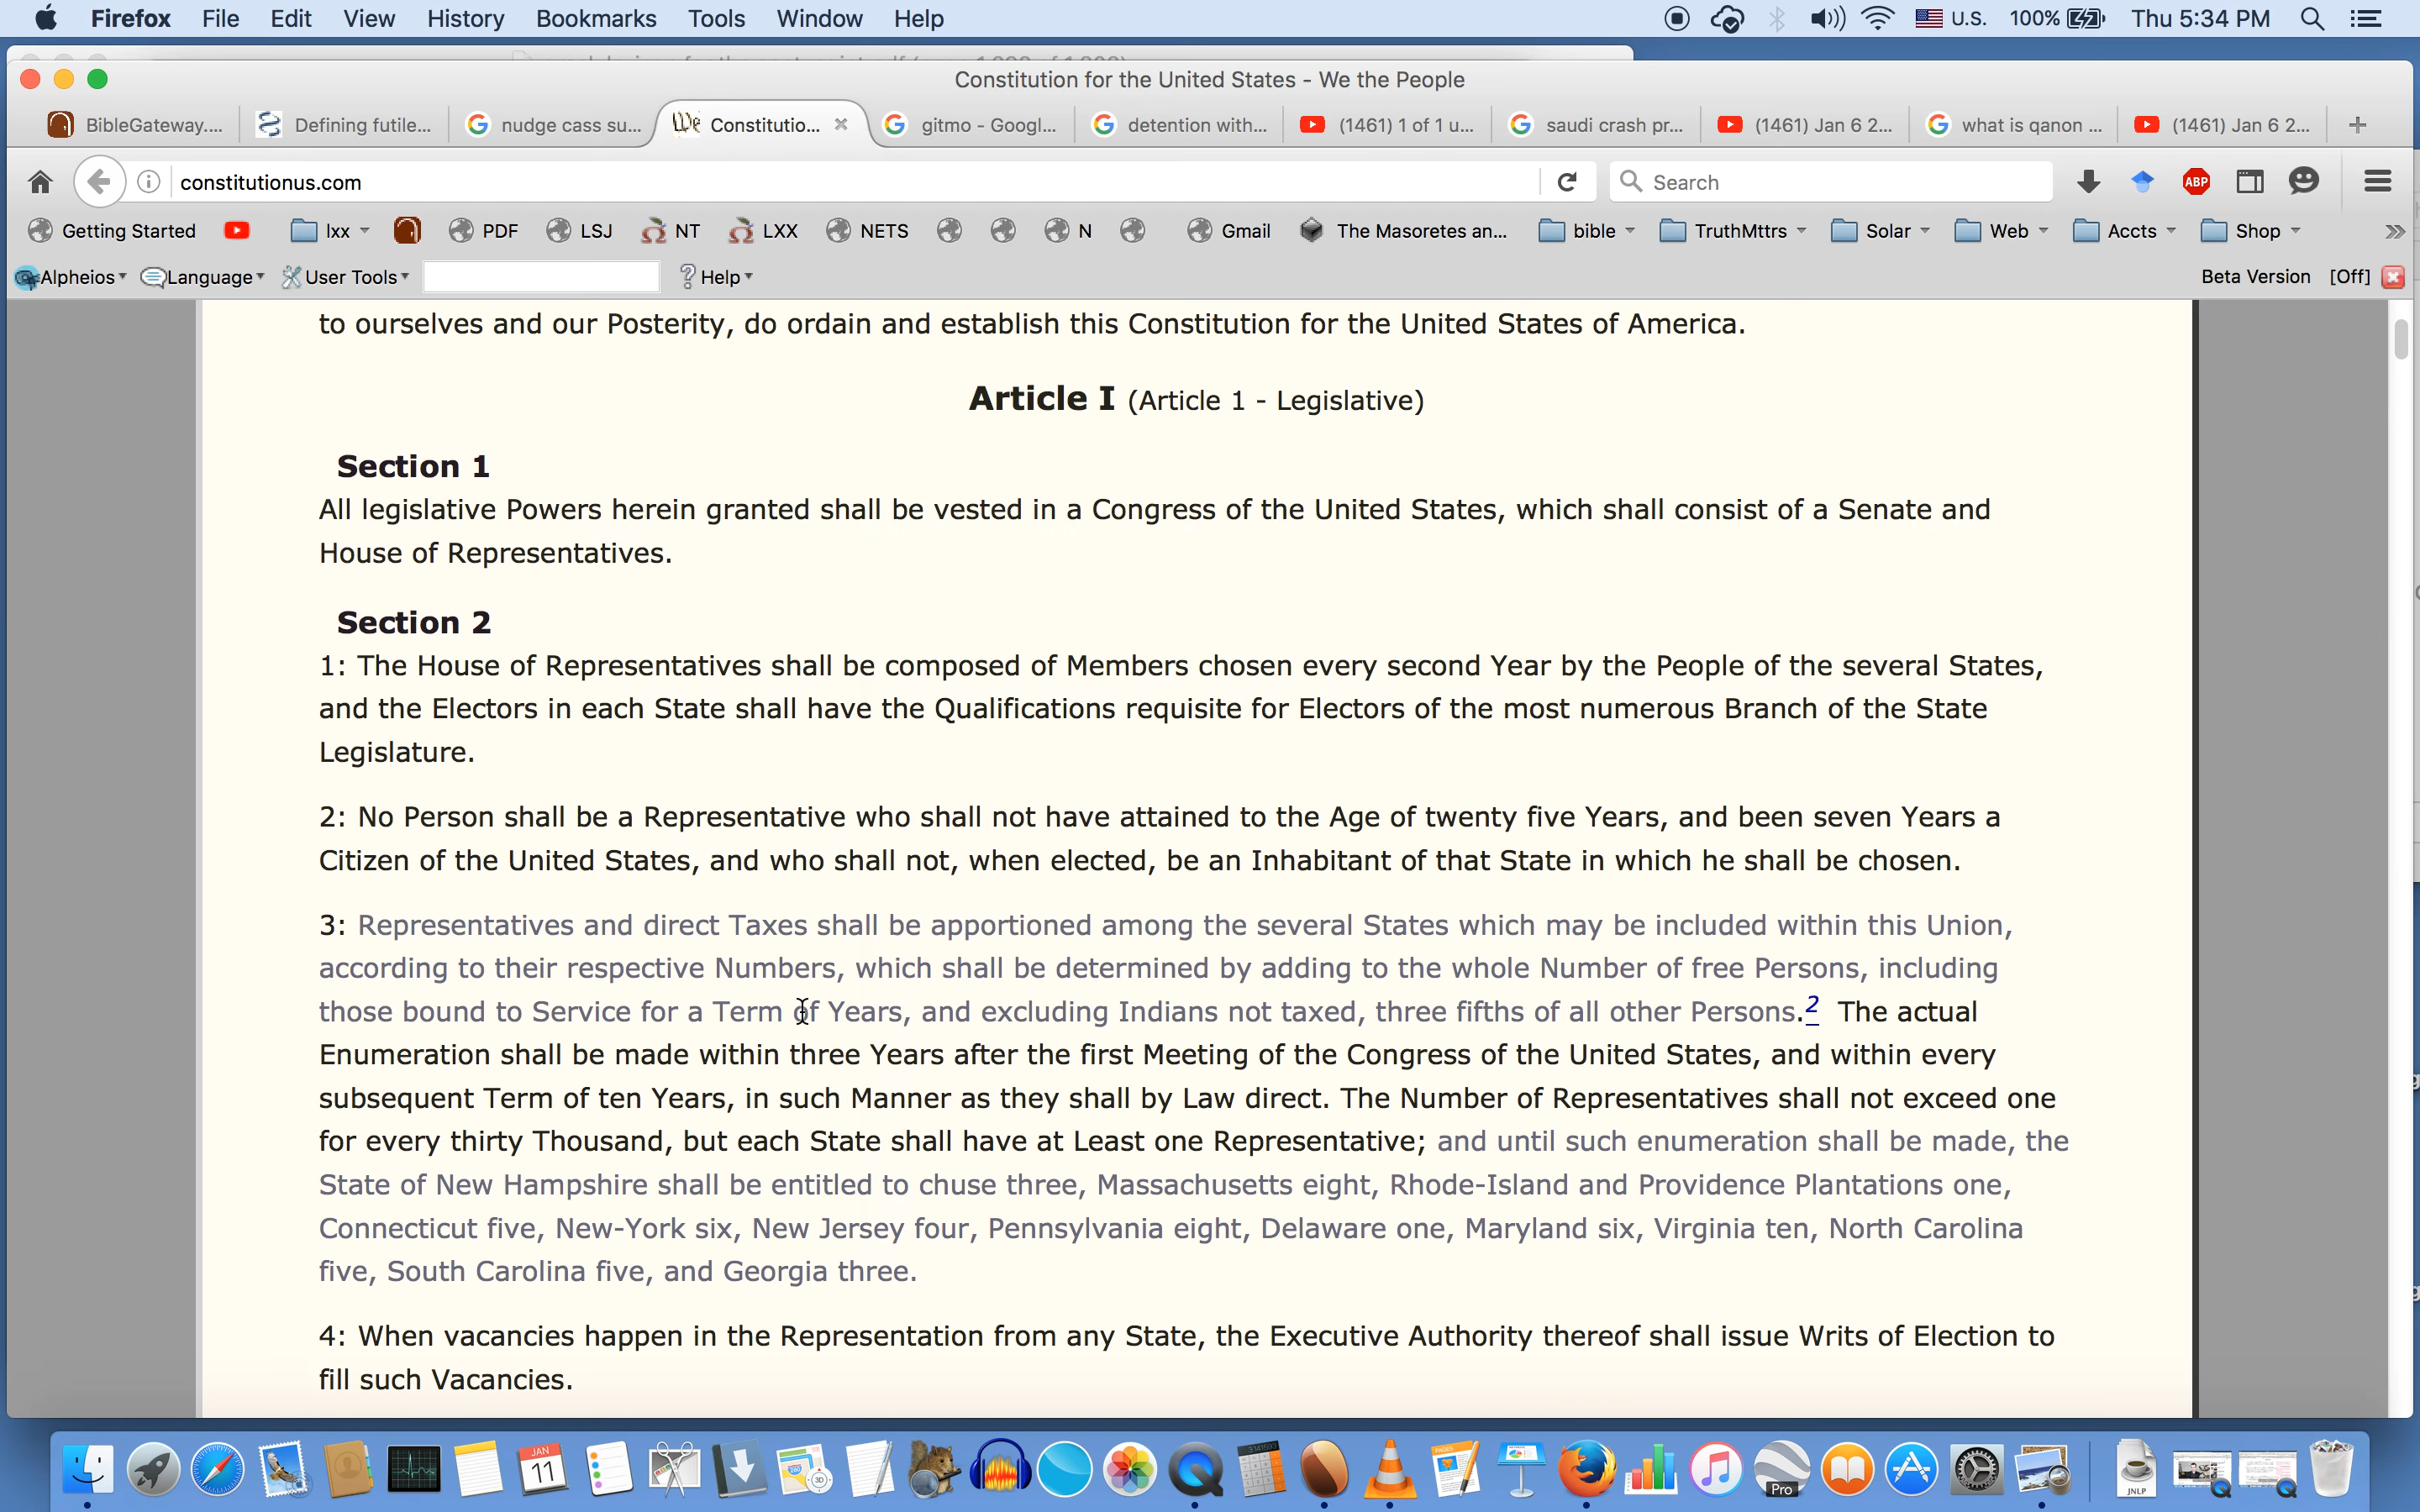 Firefox File Edit View History Bookmarks Tools Window Help U.S. 100% Thu 5:34 PM
Constitution for the United States - We the People
BibleGateway.... Defining futile... nudge cass su... Constitutio... gitmo - Googl... detention with... (1461) 1 of 1 u... saudi crash pr... (1461) Jan 6 2... what is qanon ... (1461) Jan 6 2...
constitutionus.com Search ABP
Getting Started lxx PDF LSJ NT LXX NETS N Gmail The Masoretes an... bible TruthMttrs Solar Web Accts Shop
Alpheios Language User Tools Help Beta Version [Off]
to ourselves and our Posterity, do ordain and establish this Constitution for the United States of America.
Article I (Article 1 - Legislative)
Section 1
All legislative Powers herein granted shall be vested in a Congress of the United States, which shall consist of a Senate and
House of Representatives.
Section 2
1: The House of Representatives shall be composed of Members chosen every second Year by the People of the several States,
and the Electors in each State shall have the Qualifications requisite for Electors of the most numerous Branch of the State
Legislature.
2: No Person shall be a Representative who shall not have attained to the Age of twenty five Years, and been seven Years a
Citizen of the United States, and who shall not, when elected, be an Inhabitant of that State in which he shall be chosen.
3: Representatives and direct Taxes shall be apportioned among the several States which may be included within this Union,
according to their respective Numbers, which shall be determined by adding to the whole Number of free Persons, including
those bound to Service for a Term of Years, and excluding Indians not taxed, three fifths of all other Persons.2 The actual
Enumeration shall be made within three Years after the first Meeting of the Congress of the United States, and within every
subsequent Term of ten Years, in such Manner as they shall by Law direct. The Number of Representatives shall not exceed one
for every thirty Thousand, but each State shall have at Least one Representative; and until such enumeration shall be made, the
State of New Hampshire shall be entitled to chuse three, Massachusetts eight, Rhode-Island and Providence Plantations one,
Connecticut five, New-York six, New Jersey four, Pennsylvania eight, Delaware one, Maryland six, Virginia ten, North Carolina
five, South Carolina five, and Georgia three.
4: When vacancies happen in the Representation from any State, the Executive Authority thereof shall issue Writs of Election to
fill such Vacancies.
JAN
11
3D
PAGES
Pro
JNLP